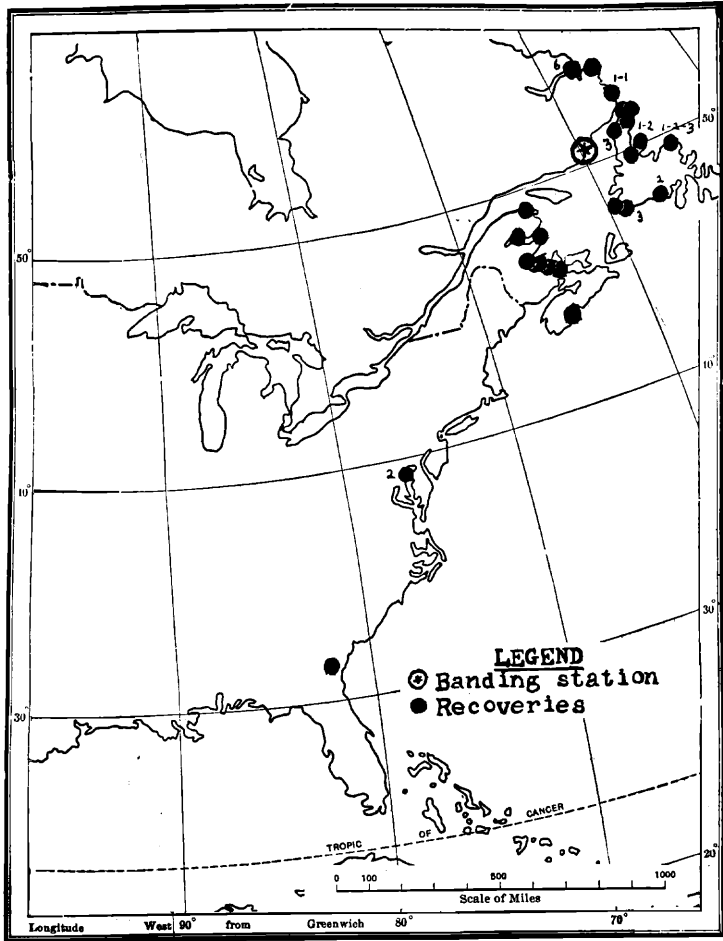 6
1-1
50°
1-2 1-2-3
3
2
3
50°
40°
2
40°
30°
LEGEND
Banding station
Recoveries
30°
TROPIC OF CANCER
20°
0 100 500 1000
Scale of Miles
Longitude West 90° from Greenwich 80° 70°